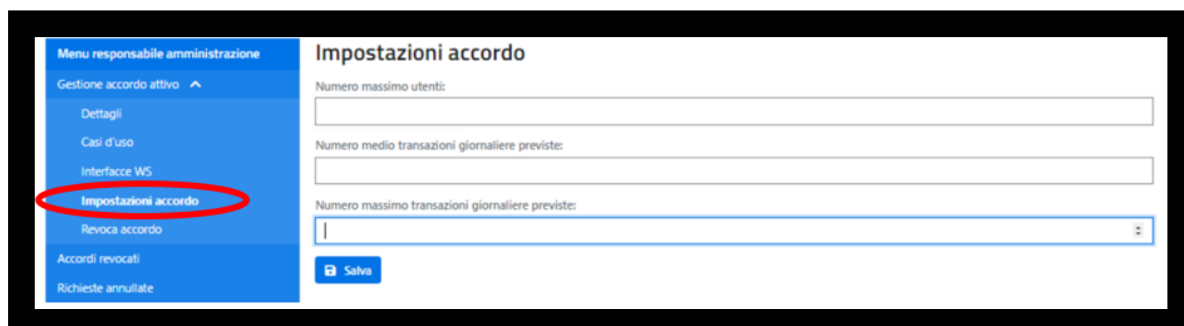 Menu responsabile amministrazione
Gestione accordo attivo
Dettagli
Casi d'uso
Interfacce WS
Impostazioni accordo
Revoca accordo
Accordi revocati
Richieste annullate
Impostazioni accordo
Numero massimo utenti:
Numero medio transazioni giornaliere previste:
Numero massimo transazioni giornaliere previste:
Salva